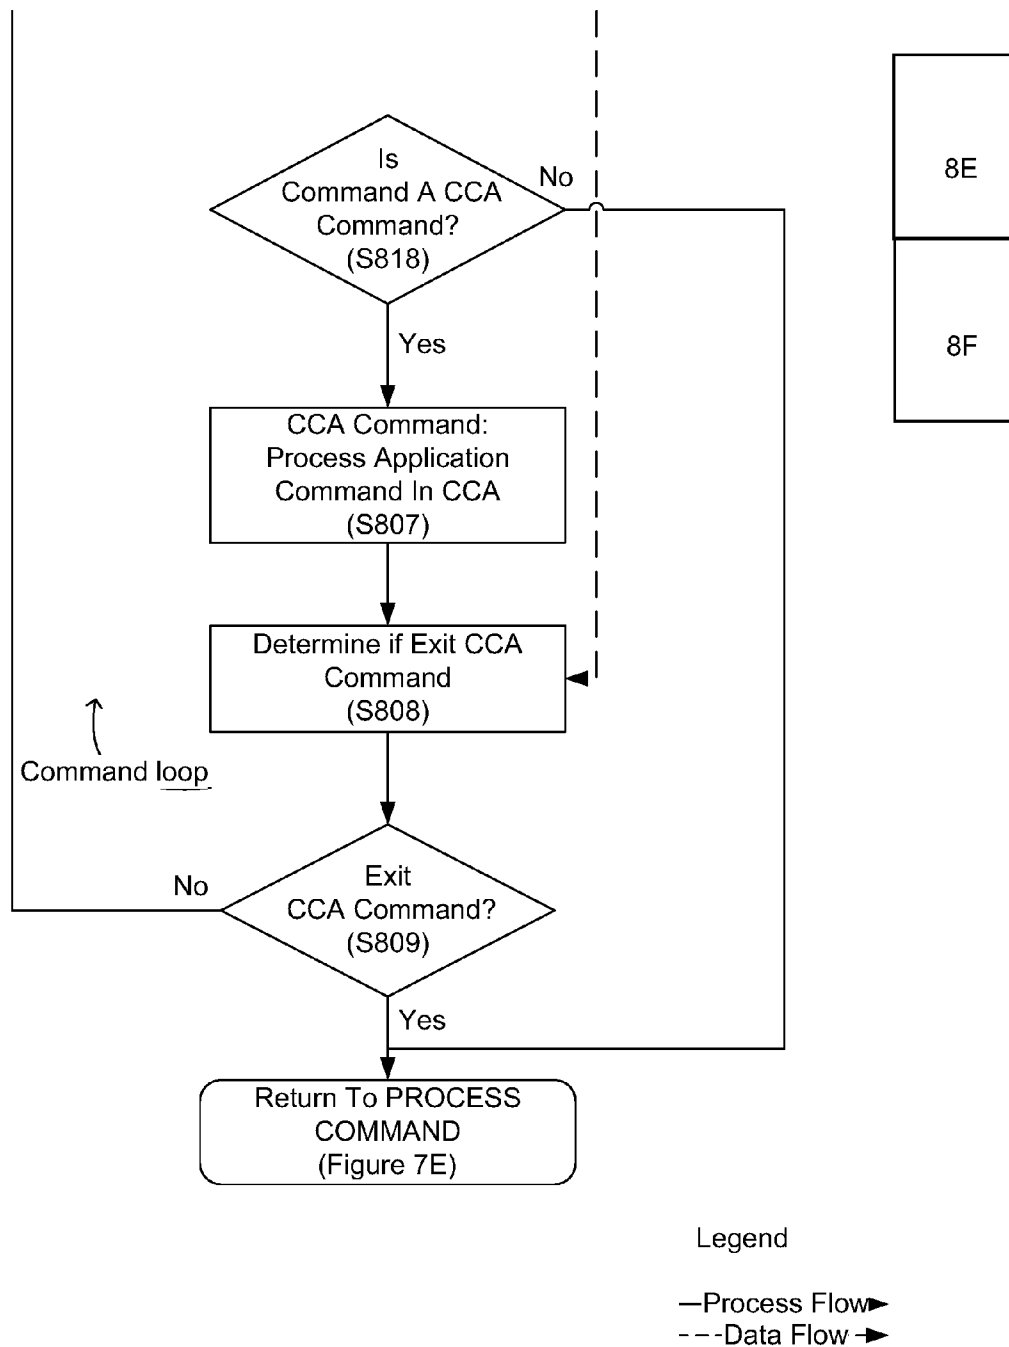 Is
Command A CCA
Command?
(S818)
No
8E
8F
Yes
CCA Command:
Process Application
Command In CCA
(S807)
Determine if Exit CCA
Command
(S808)
Command loop
No
Exit
CCA Command?
(S809)
Yes
Return To PROCESS
COMMAND
(Figure 7E)
Legend
Process Flow
Data Flow